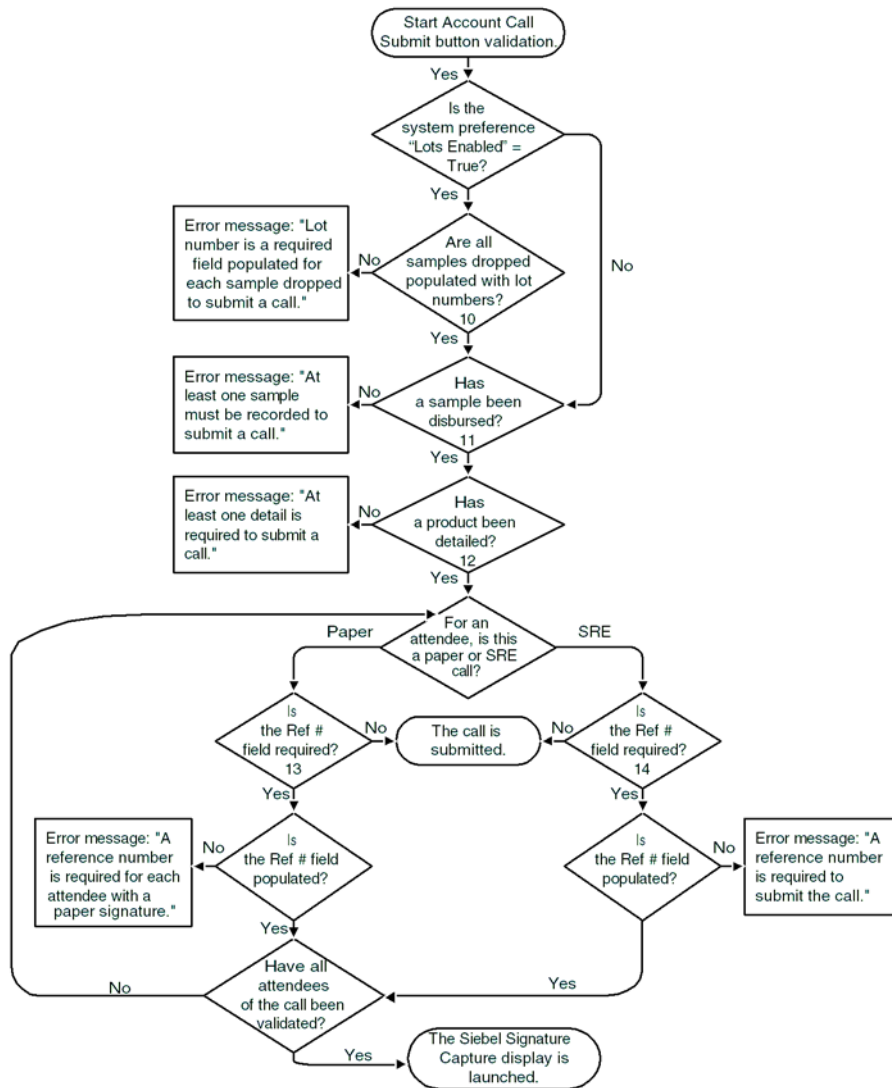 Start Account Call
Submit button validation.
Yes
Is the
system preference
“Lots Enabled” =
True?
Yes
No
Error message: "Lot
number is a required
field populated for
each sample dropped
to submit a call."
No
Are all
samples dropped
populated with lot
numbers?
10
Yes
Error message: "At
least one sample
must be recorded to
submit a call."
No
Has
a sample been
disbursed?
11
Yes
Error message: "At
least one detail is
required to submit a
call."
No
Has
a product been
detailed?
12
Yes
Paper
For an
attendee, is this
a paper or SRE
call?
SRE
Is
the Ref #
field required?
13
No
The call is
submitted.
No
Is
the Ref #
field required?
14
Yes
Yes
Error message: "A
reference number
is required for each
attendee with a
paper signature."
No
Is
the Ref # field
populated?
Is
the Ref # field
populated?
No
Error message: "A
reference number
is required to
submit the call."
Yes
No
Have all
attendees
of the call been
validated?
Yes
Yes
The Siebel Signature
Capture display is
launched.